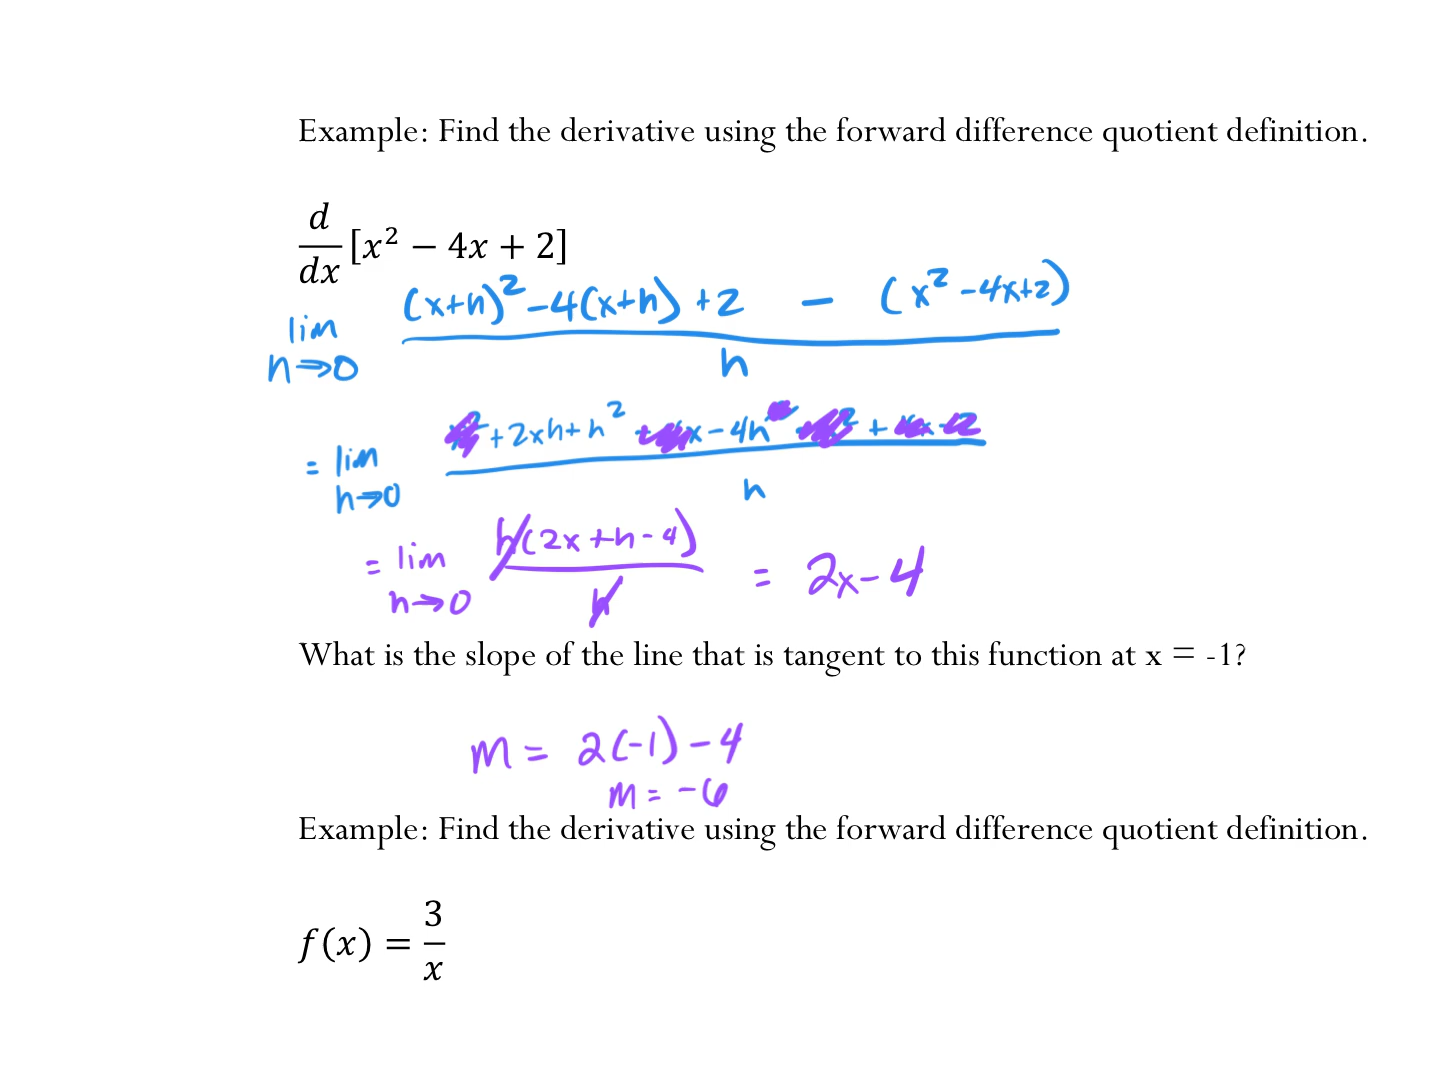 Example: Find the derivative using the forward difference quotient definition.
d/dx [x² − 4x + 2]
lim h→0 ((x+h)² −4(x+h) +2 − (x² −4x+2)) / h
= lim h→0 (+2xh+h² x −4h +) / h
= lim h→0 h(2x+h−4) / h = 2x−4
What is the slope of the line that is tangent to this function at x = -1?
m = 2(-1) − 4
m = −6
Example: Find the derivative using the forward difference quotient definition.
f(x) = 3/x